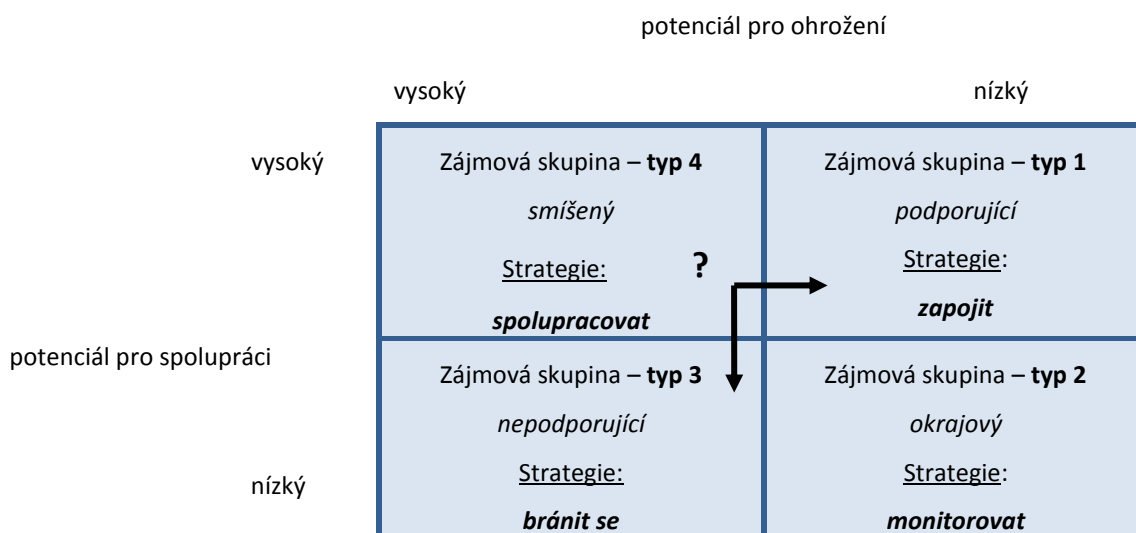 potenciál pro ohrožení
vysoký nízký
vysoký
Zájmová skupina – typ 4
smíšený
Strategie:
?
spolupracovat
Zájmová skupina – typ 1
podporující
Strategie:
zapojit
potenciál pro spolupráci
nízký
Zájmová skupina – typ 3
nepodporující
Strategie:
bránit se
Zájmová skupina – typ 2
okrajový
Strategie:
monitorovat